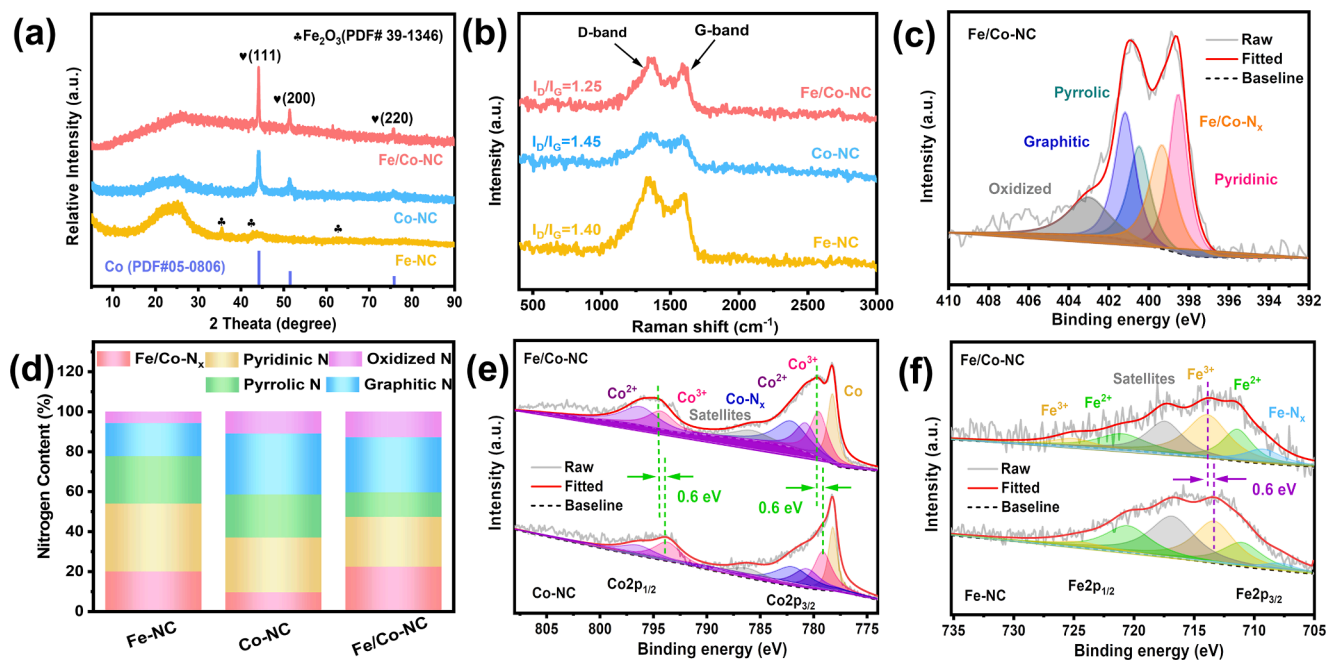 (a)
♣Fe₂O₃(PDF# 39-1346)
♥(111)
♥(200)
♥(220)
Fe/Co-NC
Co-NC
♣
♣
♣
Fe-NC
Co (PDF#05-0806)
Relative Intensity (a.u.)
10 20 30 40 50 60 70 80 90
2 Theata (degree)
(b)
D-band
G-band
I_D/I_G=1.25
Fe/Co-NC
I_D/I_G=1.45
Co-NC
I_D/I_G=1.40
Fe-NC
Intensity (a.u.)
500 1000 1500 2000 2500 3000
Raman shift (cm⁻¹)
(c)
Fe/Co-NC
Raw
Fitted
Baseline
Pyrrolic
Fe/Co-Nₓ
Graphitic
Pyridinic
Oxidized
Intensity (a.u.)
410 408 406 404 402 400 398 396 394 392
Binding energy (eV)
(d)
Fe/Co-Nₓ
Pyridinic N
Oxidized N
Pyrrolic N
Graphitic N
Nitrogen Content (%)
120
100
80
60
40
20
0
Fe-NC
Co-NC
Fe/Co-NC
(e)
Fe/Co-NC
Co³⁺
Co²⁺
Co
Co²⁺
Co³⁺
Co-Nₓ
Satellites
Raw
Fitted
Baseline
0.6 eV
0.6 eV
Co-NC
Co2p₁/₂
Co2p₃/₂
Intensity (a.u.)
805 800 795 790 785 780 775
Binding energy (eV)
(f)
Fe/Co-NC
Satellites
Fe³⁺
Fe²⁺
Fe³⁺
Fe²⁺
Fe-Nₓ
Raw
Fitted
Baseline
0.6 eV
Fe-NC
Fe2p₁/₂
Fe2p₃/₂
Intensity (a.u.)
735 730 725 720 715 710 705
Binding energy (eV)